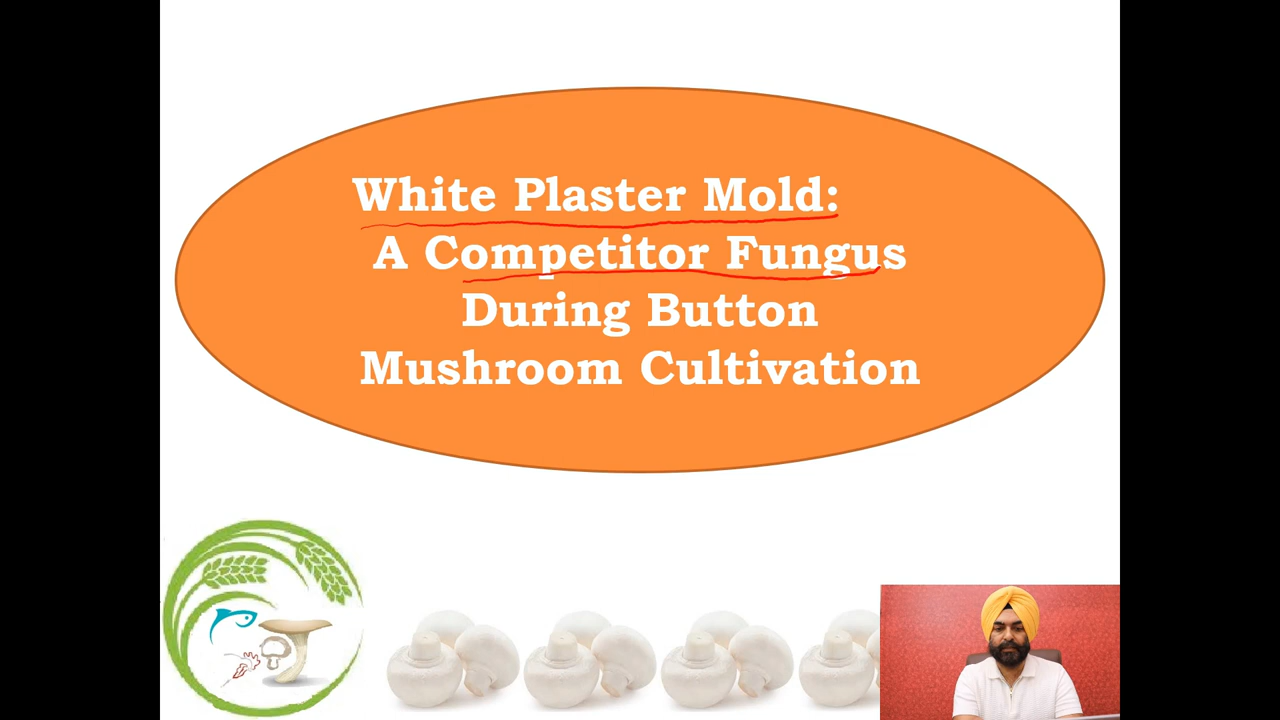 White Plaster Mold:
A Competitor Fungus
During Button
Mushroom Cultivation